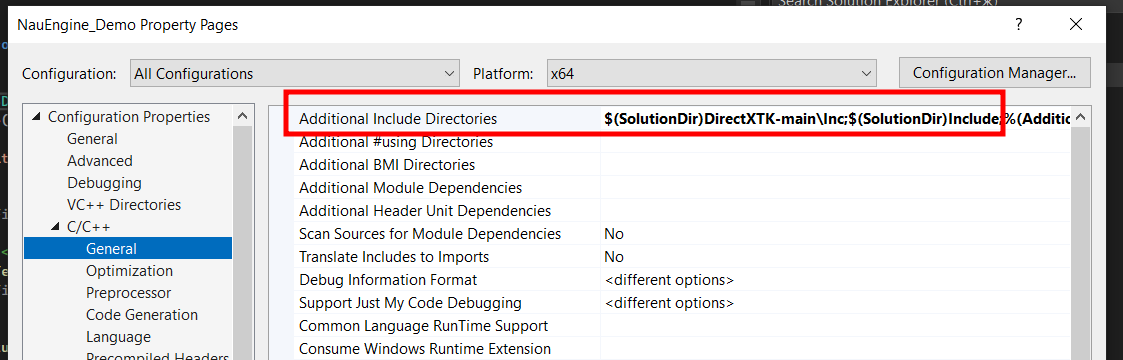 Search Solution Explorer (Ctrl+ж)
NauEngine_Demo Property Pages
?
Configuration:
All Configurations
Platform:
x64
Configuration Manager...
Configuration Properties
General
Advanced
Debugging
VC++ Directories
C/C++
General
Optimization
Preprocessor
Code Generation
Language
Precompiled Headers
Additional Include Directories $(SolutionDir)DirectXTK-main\Inc;$(SolutionDir)Include;%(Additio
Additional #using Directories
Additional BMI Directories
Additional Module Dependencies
Additional Header Unit Dependencies
Scan Sources for Module Dependencies No
Translate Includes to Imports No
Debug Information Format <different options>
Support Just My Code Debugging <different options>
Common Language RunTime Support
Consume Windows Runtime Extension